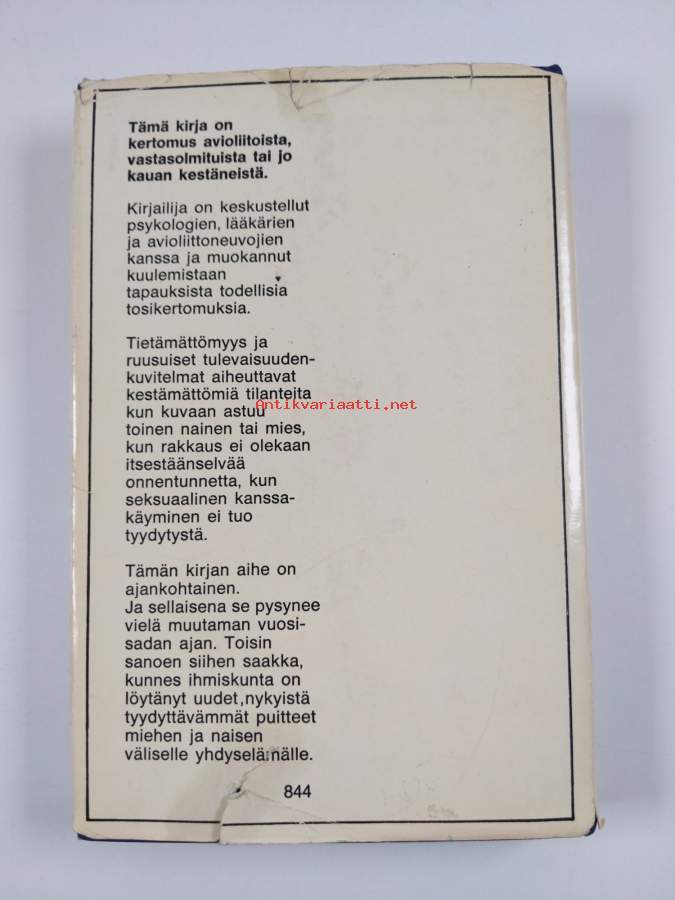 Tämä kirja on
kertomus avioliitoista,
vastasolmituista tai jo
kauan kestäneistä.
Kirjailija on keskustellut
psykologien, lääkärien
ja avioliittoneuvojien
kanssa ja muokannut
kuulemistaan
tapauksista todellisia
tosikertomuksia.
Tietämättömyys ja
ruusuiset tulevaisuuden-
kuvitelmat aiheuttavat
kestämättömiä tilanteita
kun kuvaan astuu
Antikvariaatti.net
toinen nainen tai mies,
kun rakkaus ei olekaan
itsestäänselvää
onnentunnetta, kun
seksuaalinen kanssa-
käyminen ei tuo
tyydytystä.
Tämän kirjan aihe on
ajankohtainen.
Ja sellaisena se pysynee
vielä muutaman vuosi-
sadan ajan. Toisin
sanoen siihen saakka,
kunnes ihmiskunta on
löytänyt uudet,nykyistä
tyydyttävämmät puitteet
miehen ja naisen
väliselle yhdyselämälle.
844